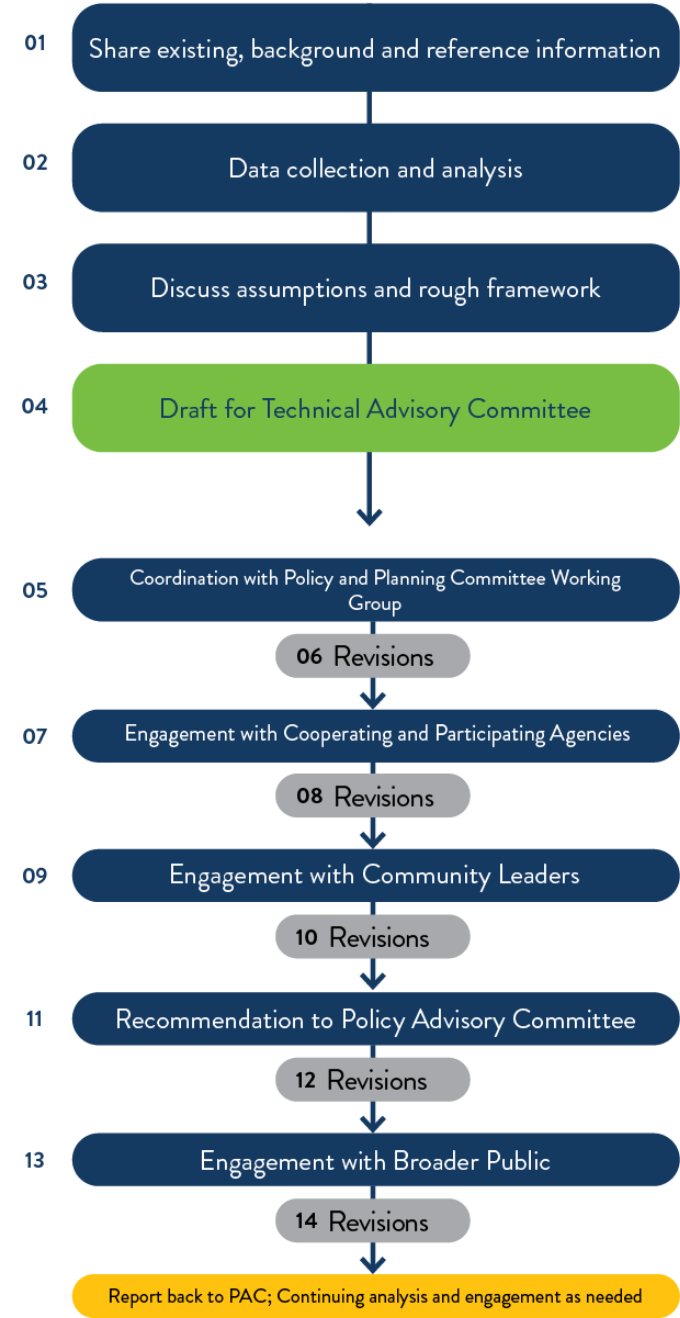 01
Share existing, background and reference information
02
Data collection and analysis
03
Discuss assumptions and rough framework
04
Draft for Technical Advisory Committee
05
Coordination with Policy and Planning Committee Working
Group
06 Revisions
07
Engagement with Cooperating and Participating Agencies
08 Revisions
09
Engagement with Community Leaders
10 Revisions
11
Recommendation to Policy Advisory Committee
12 Revisions
13
Engagement with Broader Public
14 Revisions
Report back to PAC; Continuing analysis and engagement as needed